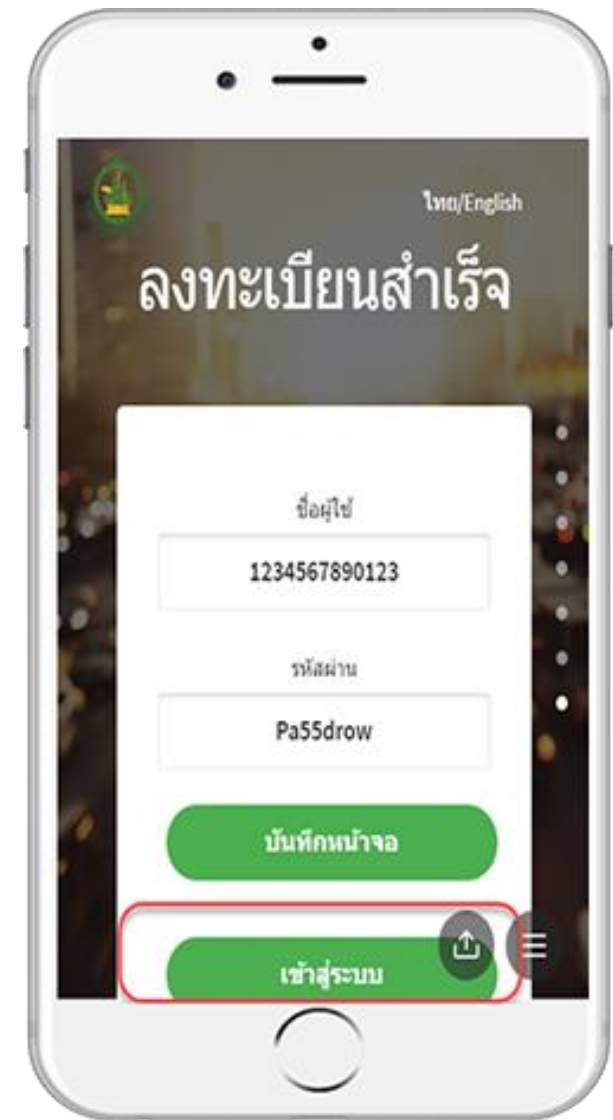 ไทย/English
ลงทะเบียนสำเร็จ
ชื่อผู้ใช้
1234567890123
รหัสผ่าน
Pa55drow
บันทึกหน้าจอ
เข้าสู่ระบบ